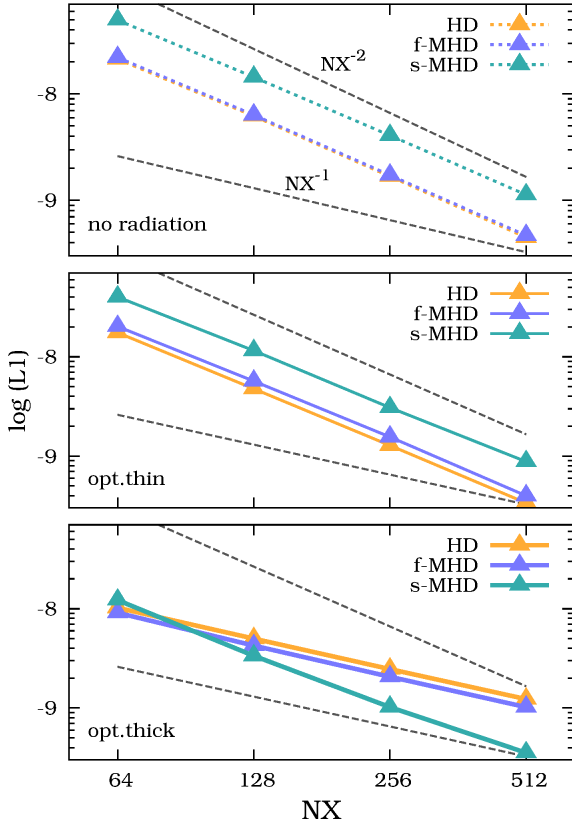 HD
f-MHD
s-MHD
NX-2
-8
NX-1
-9
no radiation
HD
f-MHD
s-MHD
-8
log (L1)
-9
opt.thin
HD
f-MHD
s-MHD
-8
-9
opt.thick
64 128 256 512
NX